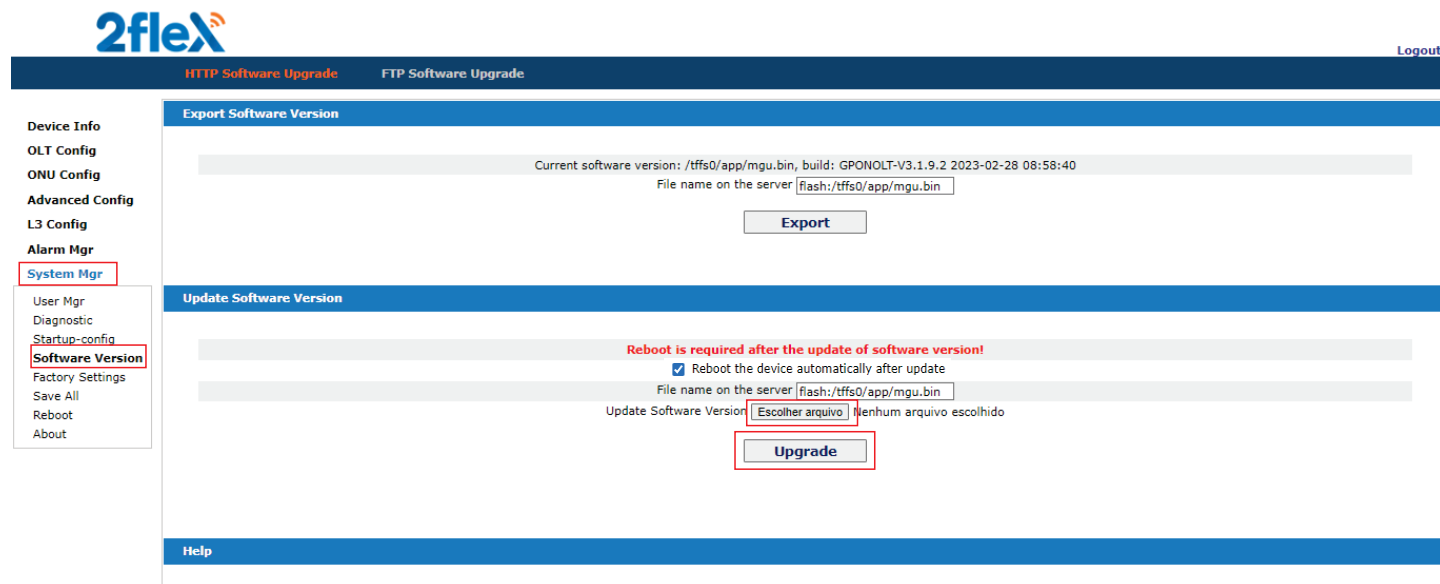 2flex
Logout
HTTP Software Upgrade FTP Software Upgrade
Device Info
OLT Config
ONU Config
Advanced Config
L3 Config
Alarm Mgr
System Mgr
User Mgr
Diagnostic
Startup-config
Software Version
Factory Settings
Save All
Reboot
About
Export Software Version
Current software version: /tffs0/app/mgu.bin, build: GPONOLT-V3.1.9.2 2023-02-28 08:58:40
File name on the server flash:/tffs0/app/mgu.bin
Export
Update Software Version
Reboot is required after the update of software version!
Reboot the device automatically after update
File name on the server flash:/tffs0/app/mgu.bin
Update Software Version Escolher arquivo Nenhum arquivo escolhido
Upgrade
Help